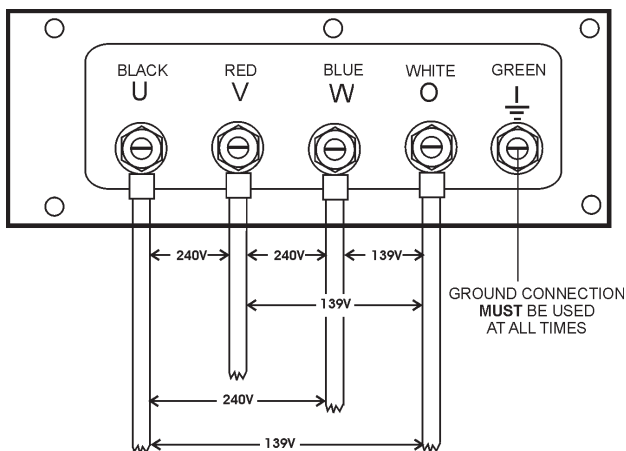 BLACK RED BLUE WHITE GREEN
U V W O
240V 240V 139V
139V
GROUND CONNECTION
MUST BE USED
AT ALL TIMES
240V
139V